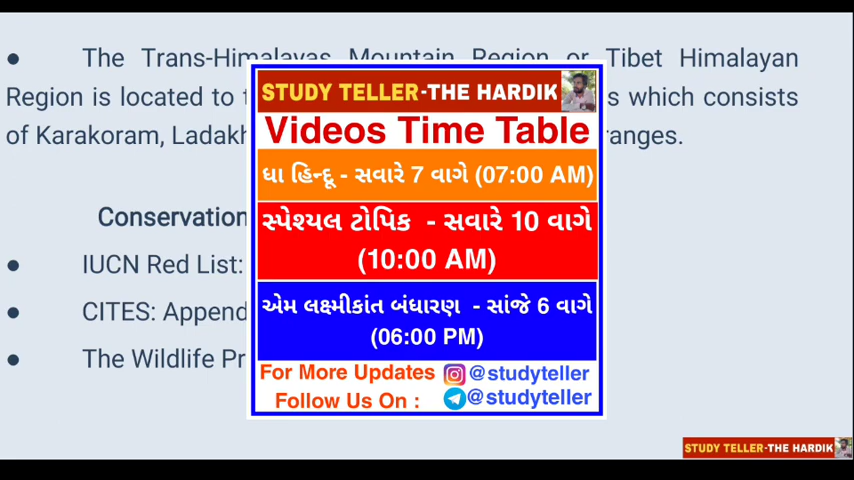 ● The Trans-Himalayas Mountain Region or Tibet Himalayan
Region is located to s which consists
of Karakoram, Ladakh ranges.
STUDY TELLER-THE HARDIK
Videos Time Table
ધા હિન્દૂ - સવારે 7 વાગે (07:00 AM)
સ્પેશ્યલ ટોપિક - સવારે 10 વાગે
(10:00 AM)
એમ લક્ષ્મીકાંત બંધારણ - સાંજે 6 વાગે
(06:00 PM)
For More Updates @studyteller
Follow Us On : @studyteller
Conservation
● IUCN Red List:
● CITES: Append
● The Wildlife Pr
STUDY TELLER-THE HARDIK